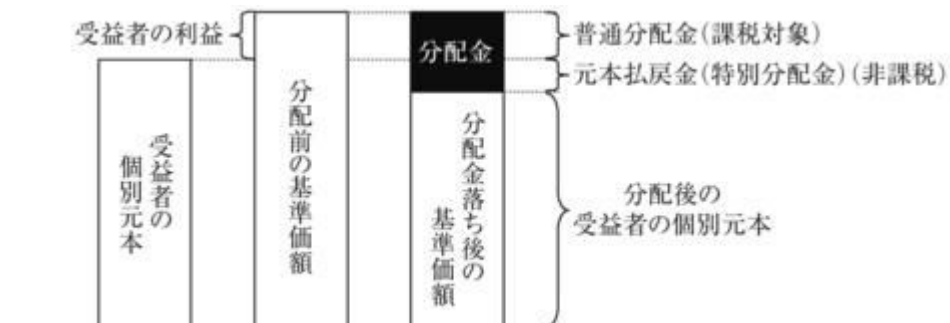 受益者の利益
受益者の
個別元本
分配前の基準価額
分配金
分配金落ち後の
基準価額
普通分配金(課税対象)
元本払戻金(特別分配金)(非課税)
分配後の
受益者の個別元本